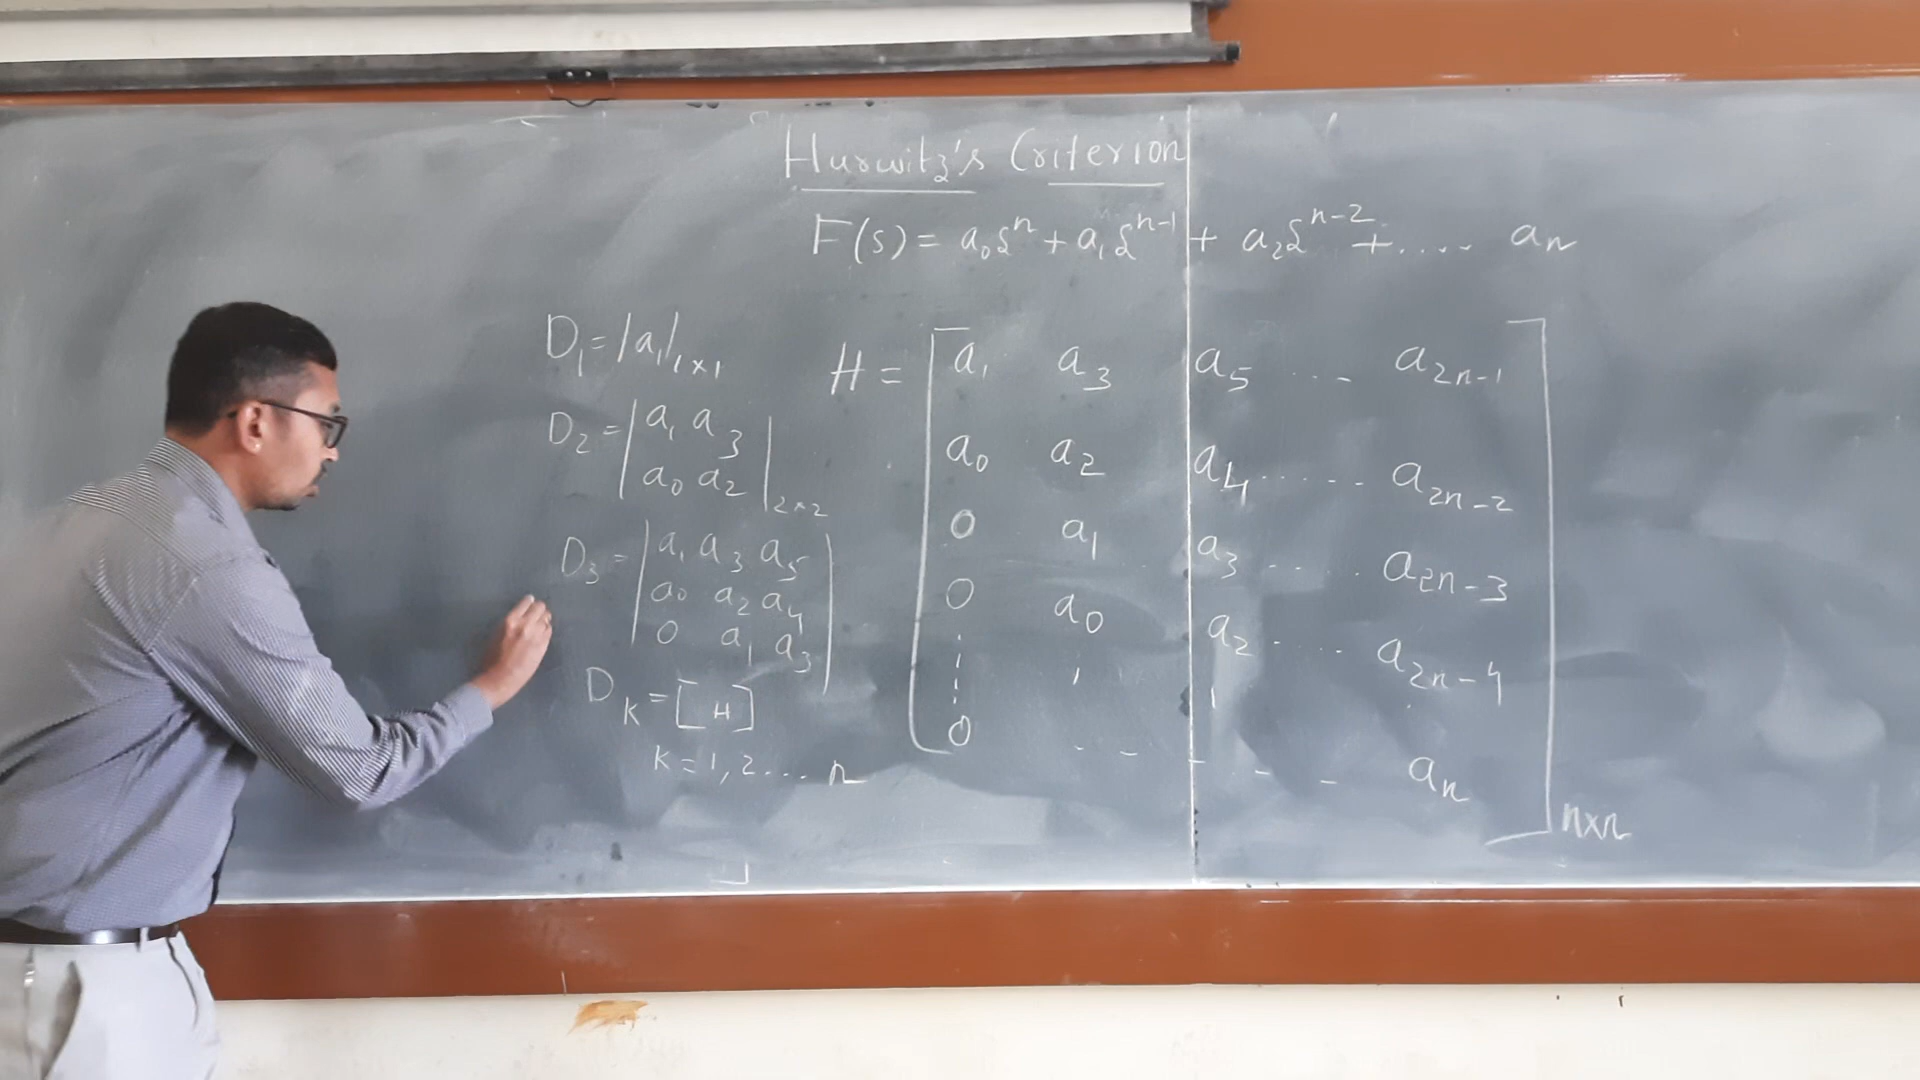 Hurwitz's Criterion
F(s) = a₀sⁿ + a₁sⁿ⁻¹ + a₂sⁿ⁻² + .... aₙ
D₁ = |a₁|₁ₓ₁
D₂ = | a₁ a₃
a₀ a₂ |₂ₓ₂
D₃ = | a₁ a₃ a₅
a₀ a₂ a₄
0 a₁ a₃ |
D_K = [H]
K = 1, 2 .... n
H = [ a₁ a₃ a₅ ... a₂ₙ₋₁
a₀ a₂ a₄ ...... a₂ₙ₋₂
0 a₁ a₃ ..... a₂ₙ₋₃
0 a₀ a₂ ..... a₂ₙ₋₄
0 - - - - - aₙ ] n×n